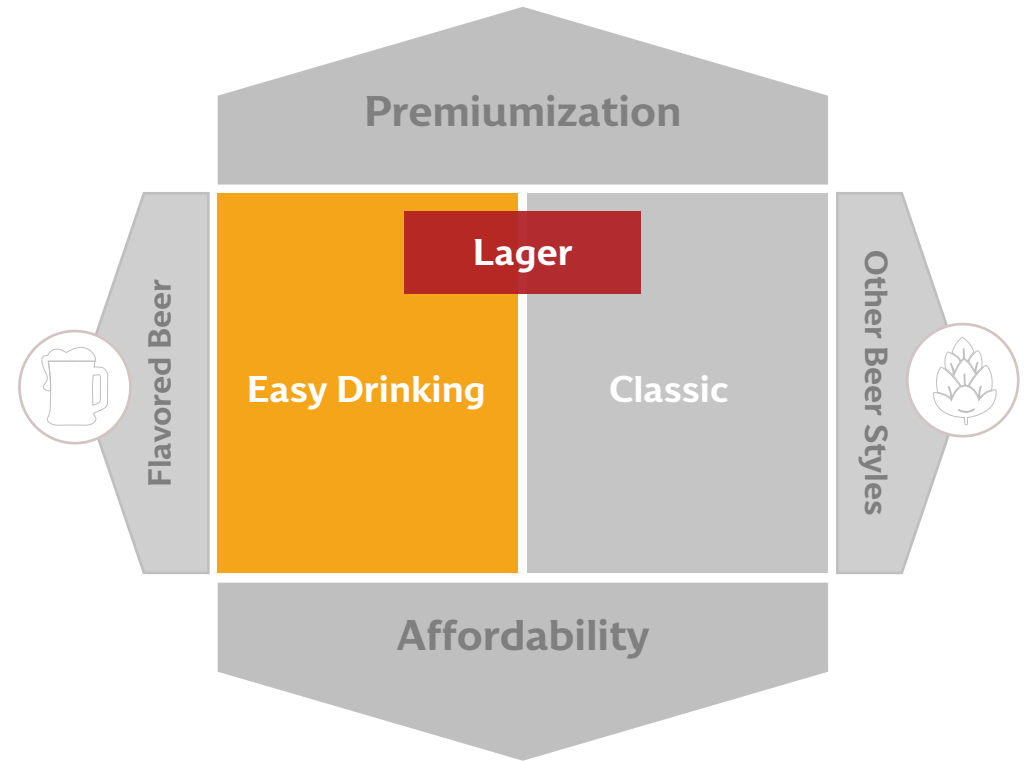 Premiumization
Lager
Flavored Beer
Easy Drinking
Classic
Other Beer Styles
Affordability